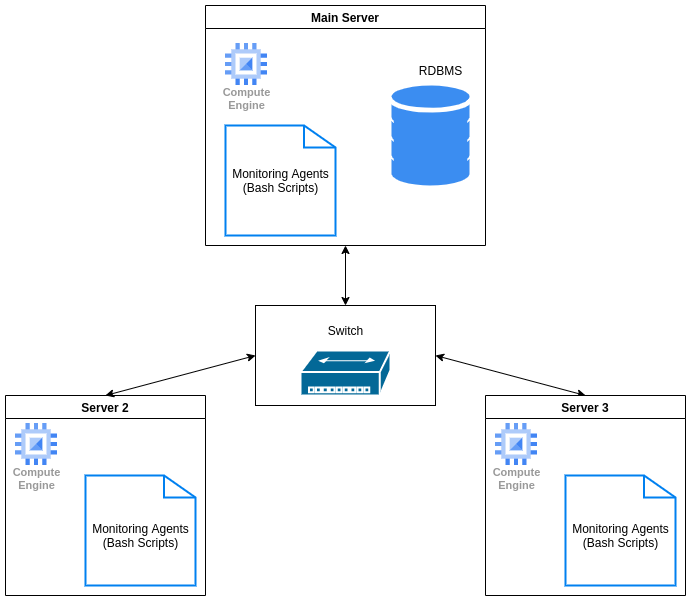 Main Server
RDBMS
Compute
Engine
Monitoring Agents
(Bash Scripts)
Switch
Server 2
Compute
Engine
Monitoring Agents
(Bash Scripts)
Server 3
Compute
Engine
Monitoring Agents
(Bash Scripts)